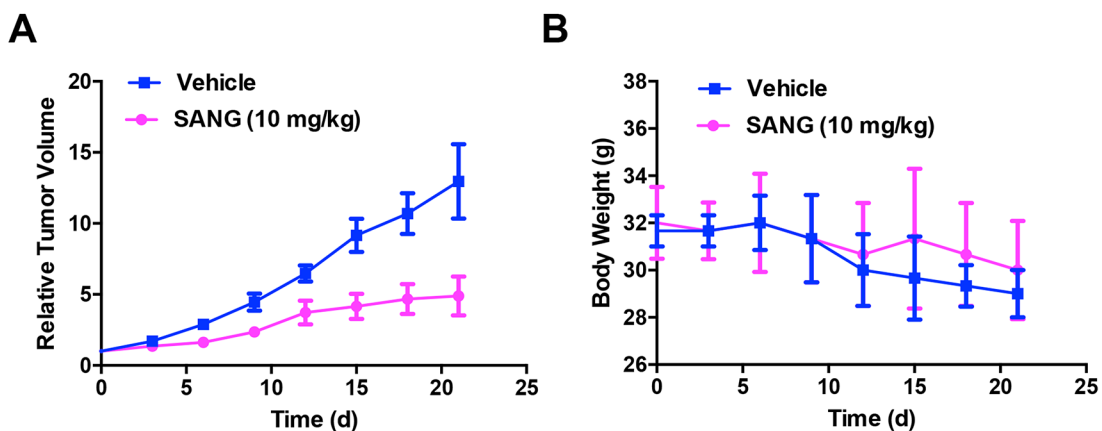 A
Vehicle
SANG (10 mg/kg)
Relative Tumor Volume
20
15
10
5
0
0 5 10 15 20 25
Time (d)
B
Vehicle
SANG (10 mg/kg)
Body Weight (g)
38
36
34
32
30
28
26
0 5 10 15 20 25
Time (d)